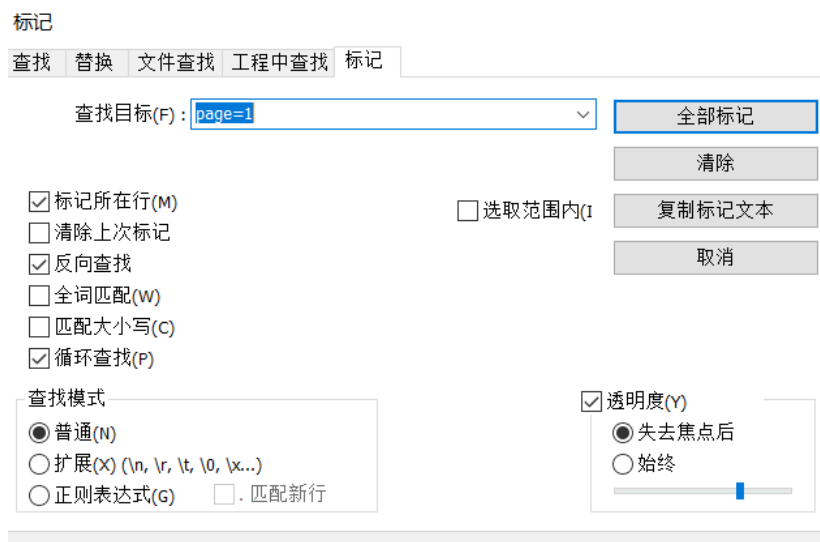 标记
查找 替换 文件查找 工程中查找 标记
查找目标(F) : page=1
全部标记
清除
标记所在行(M) 选取范围内(I 复制标记文本
清除上次标记
反向查找 取消
全词匹配(W)
匹配大小写(C)
循环查找(P)
查找模式 透明度(Y)
普通(N) 失去焦点后
扩展(X) (\n, \r, \t, \0, \x...) 始终
正则表达式(G) . 匹配新行